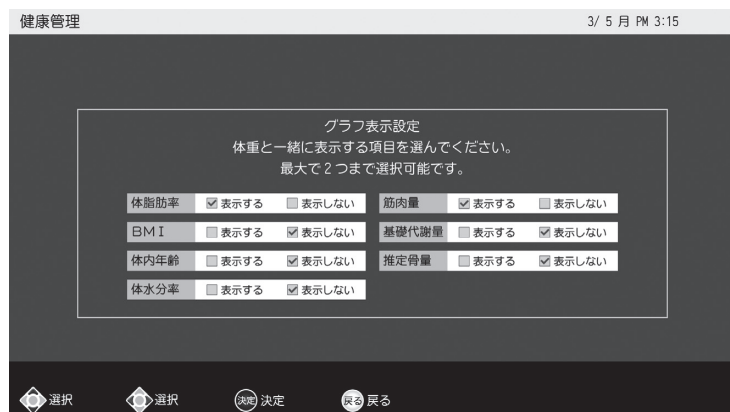 健康管理 3/ 5 月 PM 3:15
グラフ表示設定
体重と一緒に表示する項目を選んでください。
最大で2つまで選択可能です。
体脂肪率 表示する 表示しない 筋肉量 表示する 表示しない
BMI 表示する 表示しない 基礎代謝量 表示する 表示しない
体内年齢 表示する 表示しない 推定骨量 表示する 表示しない
体水分率 表示する 表示しない
選択 選択 決定 決定 戻る 戻る